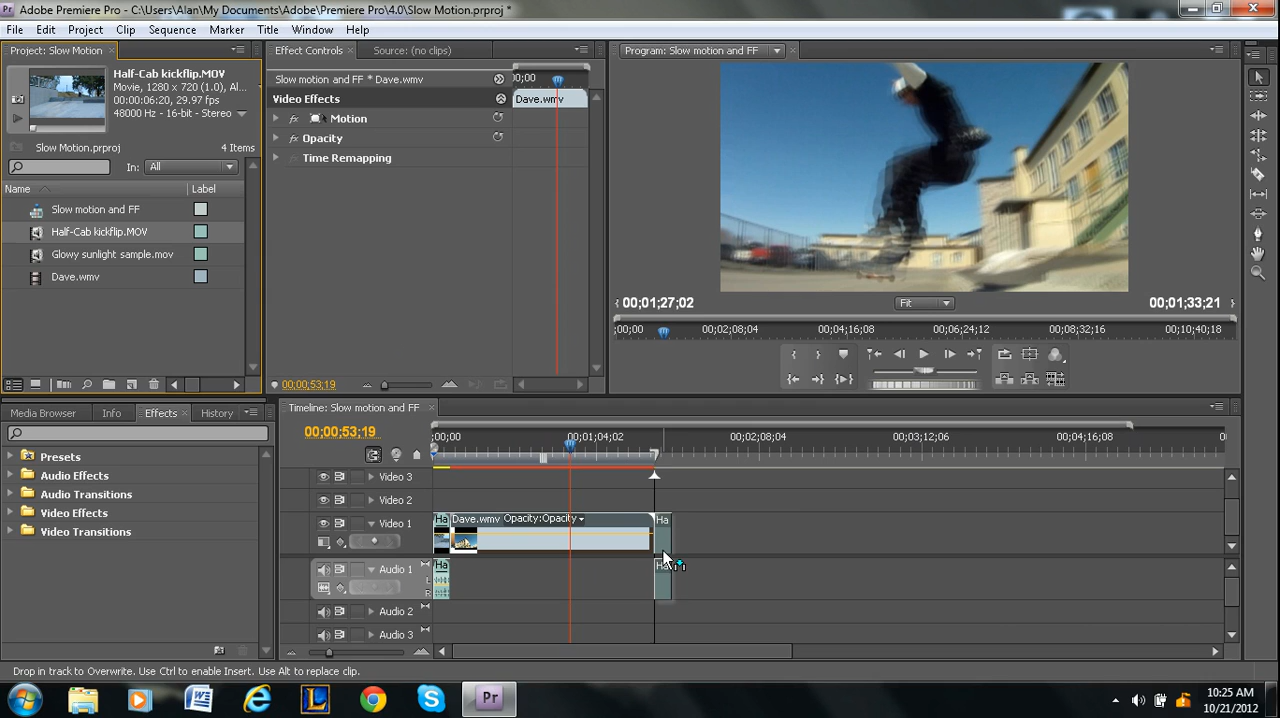 Adobe Premiere Pro - C:\Users\Alan\My Documents\Adobe\Premiere Pro\4.0\Slow Motion.prproj *
File Edit Project Clip Sequence Marker Title Window Help
Project: Slow Motion
Half-Cab kickflip.MOV
Movie, 1280 x 720 (1.0), Al...
00:00:06:20, 29.97 fps
48000 Hz - 16-bit - Stereo
Slow Motion.prproj 4 Items
In: All
Name Label
Slow motion and FF
Half-Cab kickflip.MOV
Glowy sunlight sample.mov
Dave.wmv
Effect Controls Source: (no clips)
Slow motion and FF * Dave.wmv
Video Effects
fx Motion
fx Opacity
fx Time Remapping
00;00
Dave.wmv
00;00;53;19
Program: Slow motion and FF
00;01;27;02 Fit 00;01;33;21
;00;00 00;02;08;04 00;04;16;08 00;06;24;12 00;08;32;16 00;10;40;18
Media Browser Info Effects History
Presets
Audio Effects
Audio Transitions
Video Effects
Video Transitions
Timeline: Slow motion and FF
00;00;53;19
;00;00 00;01;04;02 00;02;08;04 00;03;12;06 00;04;16;08
Video 3
Video 2
Video 1
Ha Dave.wmv Opacity:Opacity Ha
Audio 1
L
R
Ha Ha
Audio 2
Audio 3
Drop in track to Overwrite. Use Ctrl to enable Insert. Use Alt to replace clip.
W L S Pr
10:25 AM
10/21/2012